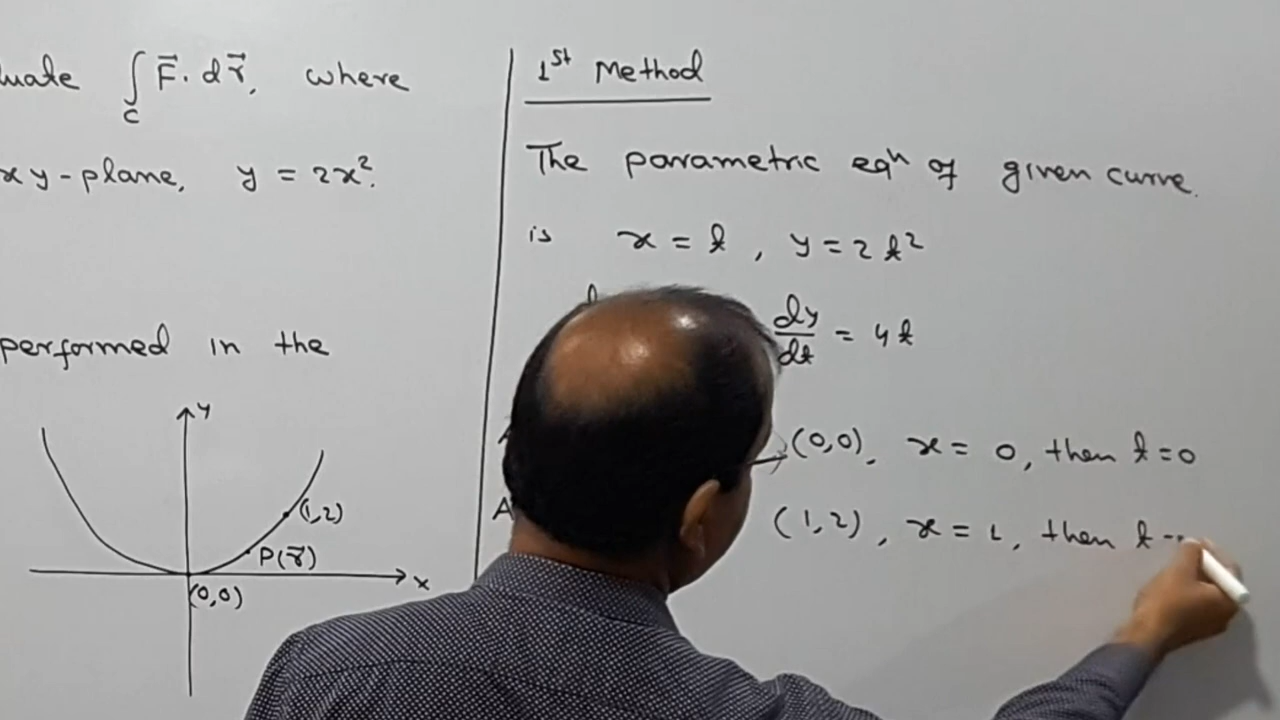 ∫_C F⃗. dr⃗, where
xy-plane, y = 2x².
performed in the
y
(1,2)
P(r⃗)
x
(0,0)
1st Method
The parametric eqⁿ of given curve.
is x = t, y = 2t²
dy/dt = 4t
(0,0), x = 0, then t = 0
(1,2), x = 1, then t